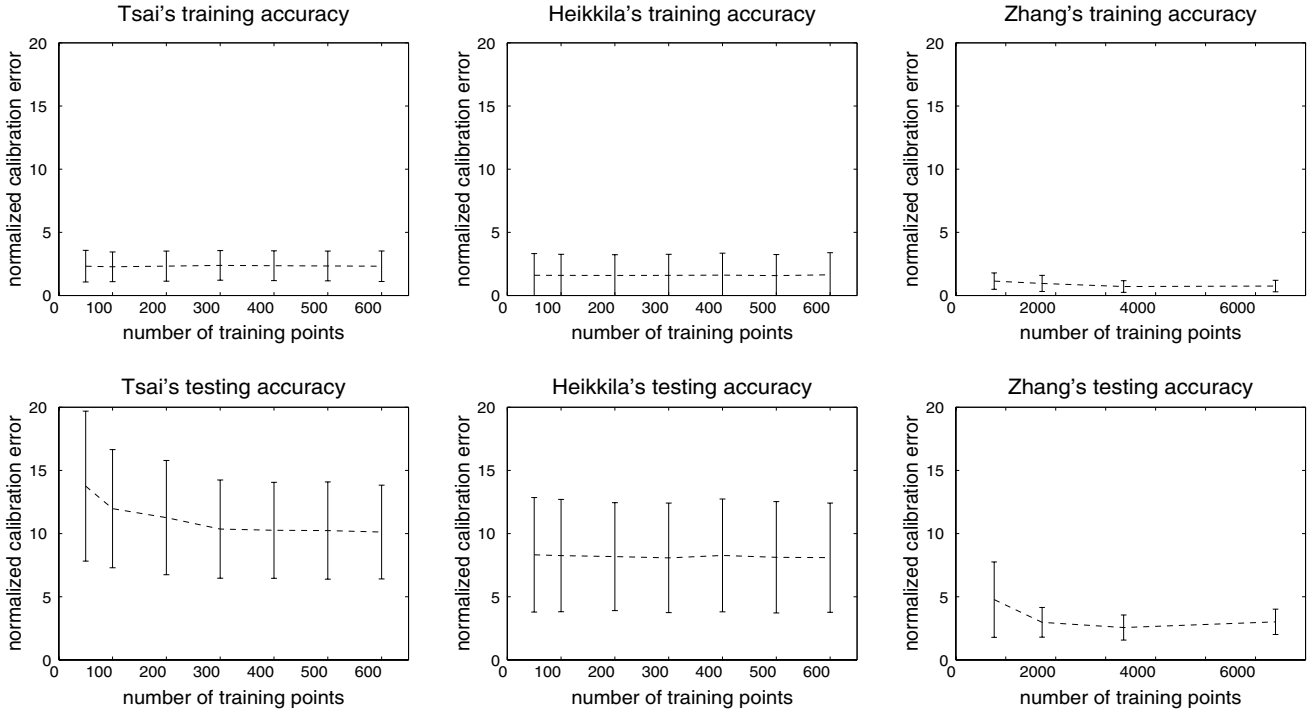 Tsai's training accuracy
normalized calibration error
20
15
10
5
0
0 100 200 300 400 500 600
number of training points
Heikkila's training accuracy
normalized calibration error
20
15
10
5
0
0 100 200 300 400 500 600
number of training points
Zhang's training accuracy
normalized calibration error
20
15
10
5
0
0 2000 4000 6000
number of training points
Tsai's testing accuracy
normalized calibration error
20
15
10
5
0
0 100 200 300 400 500 600
number of training points
Heikkila's testing accuracy
normalized calibration error
20
15
10
5
0
0 100 200 300 400 500 600
number of training points
Zhang's testing accuracy
normalized calibration error
20
15
10
5
0
0 2000 4000 6000
number of training points